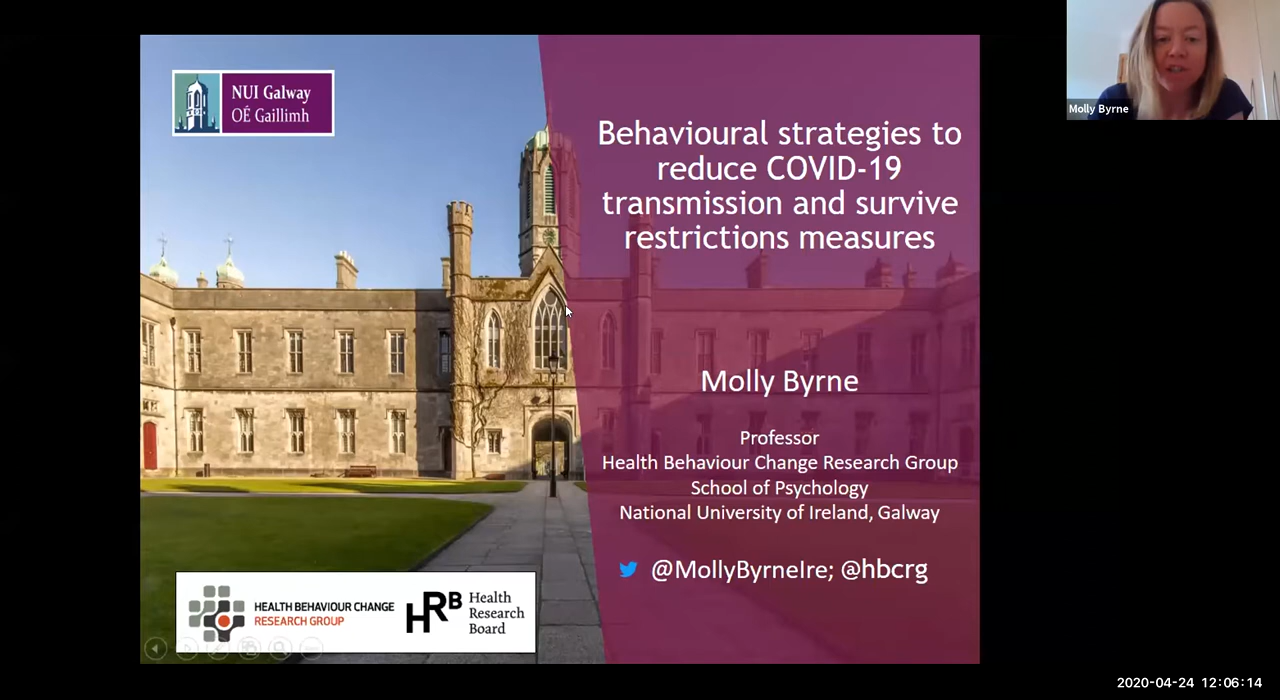 NUI Galway
OÉ Gaillimh
Behavioural strategies to
reduce COVID-19
transmission and survive
restrictions measures
Molly Byrne
Professor
Health Behaviour Change Research Group
School of Psychology
National University of Ireland, Galway
@MollyByrneIre; @hbcrg
HEALTH BEHAVIOUR CHANGE
RESEARCH GROUP
HRB
Health
Research
Board
Molly Byrne
2020-04-24 12:06:14